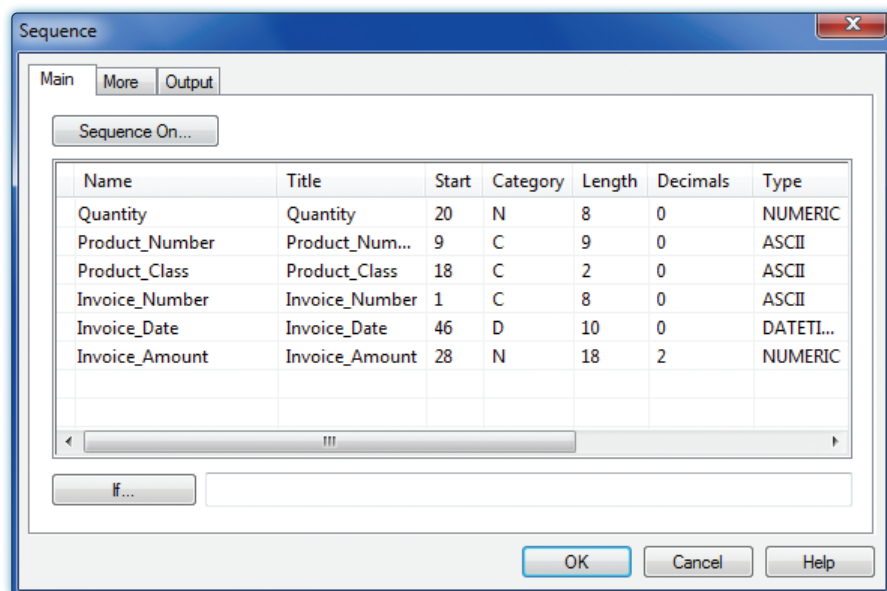 Sequence
Main More Output
Sequence On...
Name Title Start Category Length Decimals Type
Quantity Quantity 20 N 8 0 NUMERIC
Product_Number Product_Num... 9 C 9 0 ASCII
Product_Class Product_Class 18 C 2 0 ASCII
Invoice_Number Invoice_Number 1 C 8 0 ASCII
Invoice_Date Invoice_Date 46 D 10 0 DATETI...
Invoice_Amount Invoice_Amount 28 N 18 2 NUMERIC
If...
OK Cancel Help